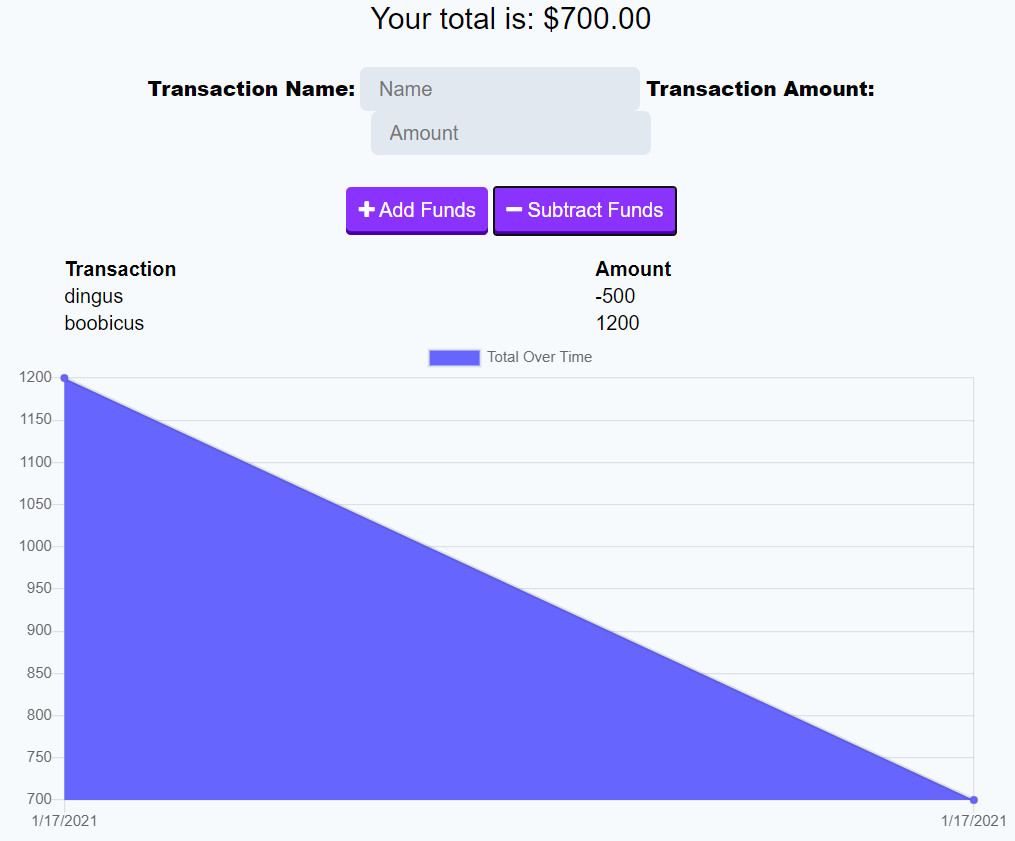 Your total is: $700.00
Transaction Name: Name Transaction Amount:
Amount
Add Funds Subtract Funds
Transaction Amount
dingus -500
boobicus 1200
Total Over Time
1200
1150
1100
1050
1000
950
900
850
800
750
700
1/17/2021 1/17/2021